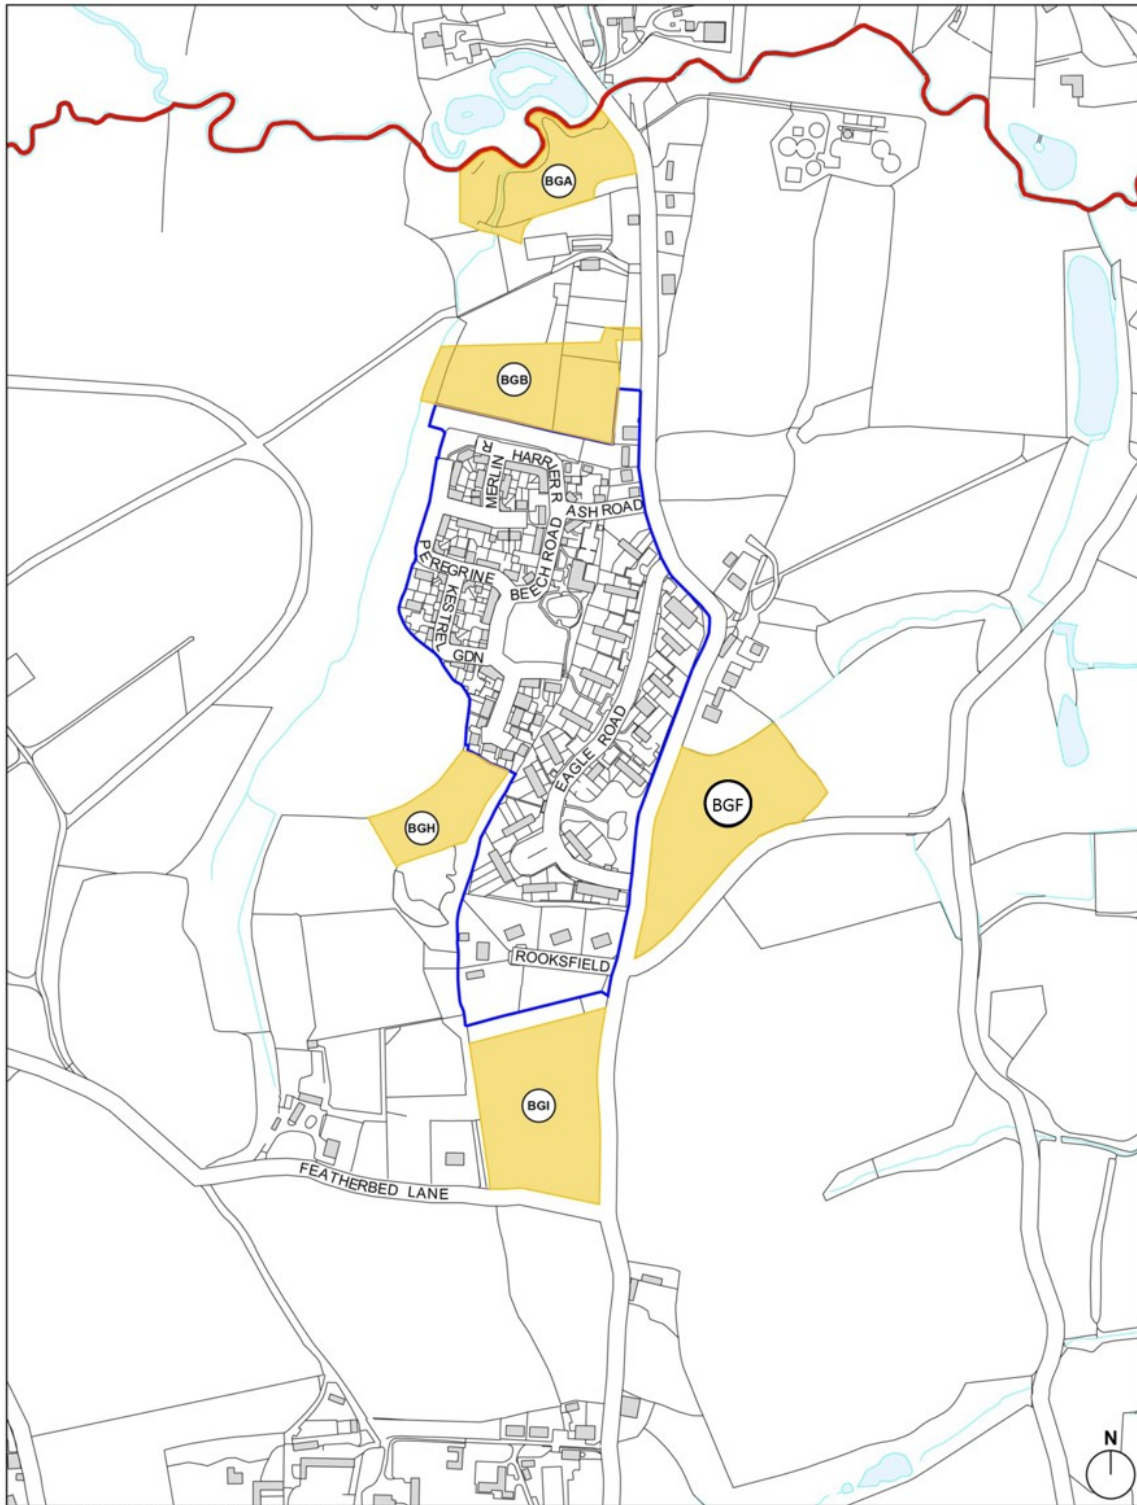 BGA
BGB
HARRIER R
MERLIN R
ASH ROAD
BEECH ROAD
PEREGRINE
KESTREL
GDN
EAGLE ROAD
BGF
BGH
ROOKSFIELD
BGI
FEATHERBED LANE
N